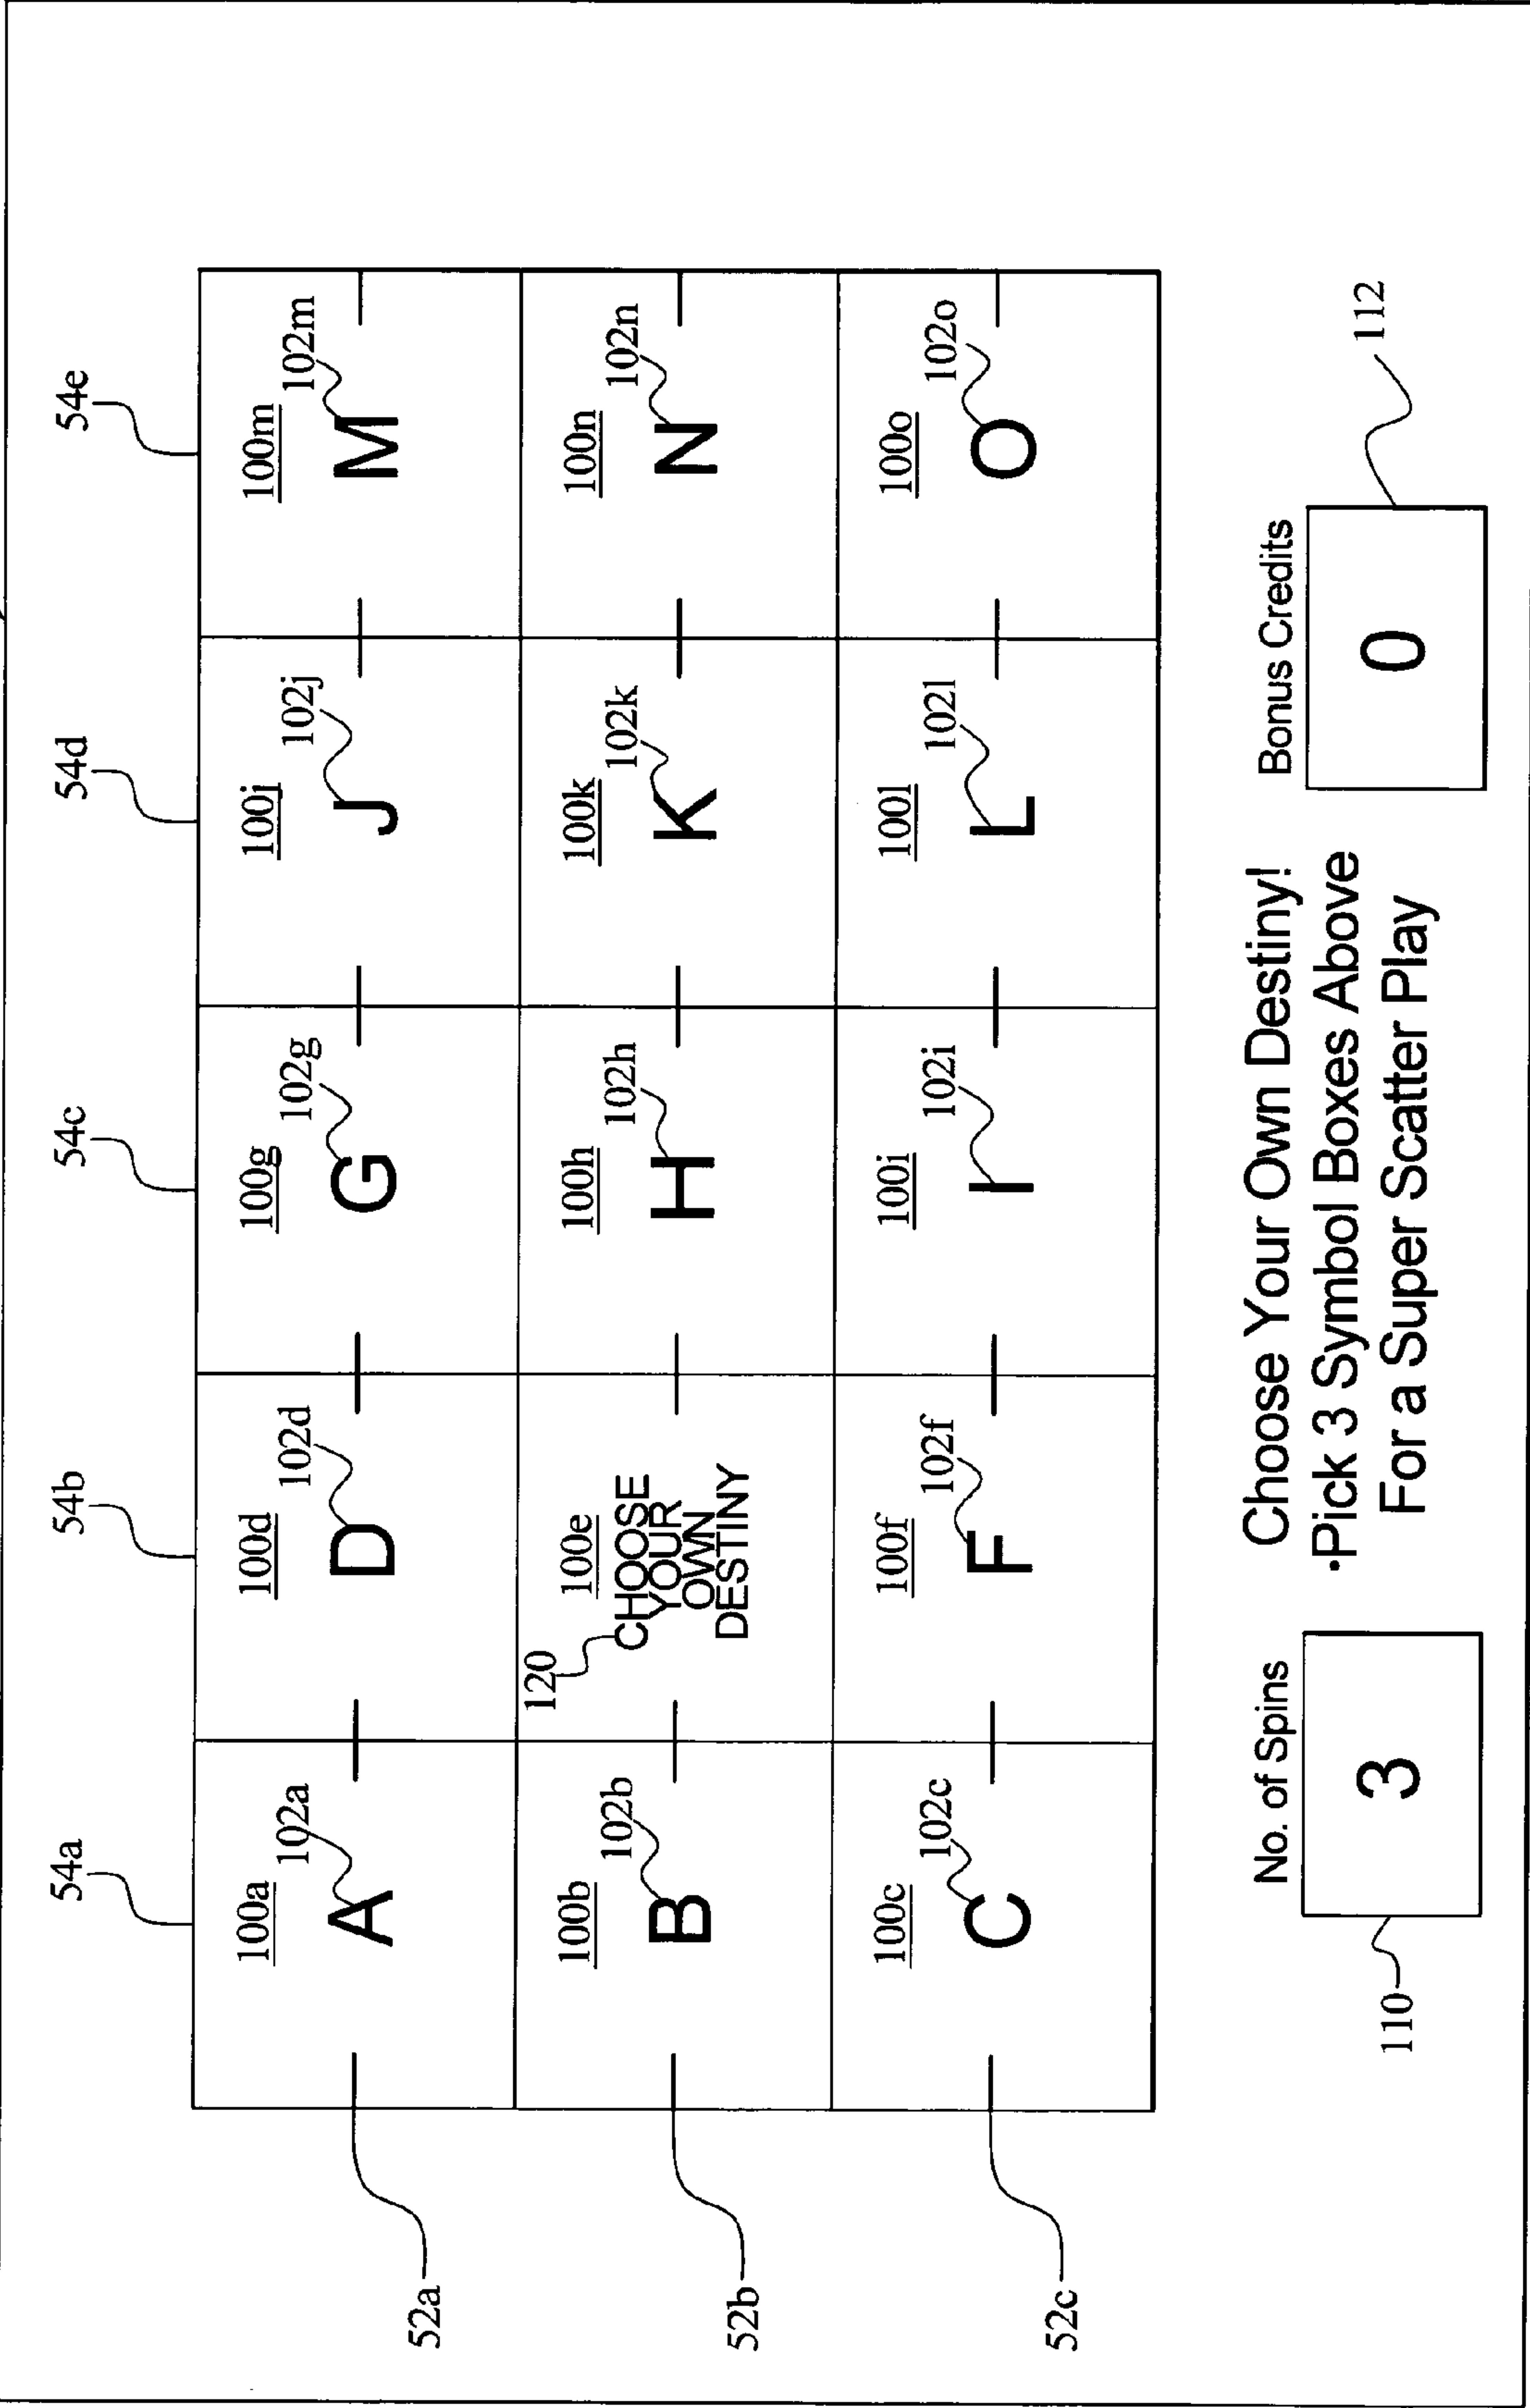 54a 54b 54c 54d 54e
100a 100d 100g 100j 100m
A 102a D 102d G 102g J 102j M 102m
52a
100b 100e 100h 100k 100n
120 CHOOSE
YOUR
OWN
DESTINY
B 102b H 102h K 102k N 102n
52b
100c 100f 100i 100l 100o
C 102c F 102f I 102i L 102l O 102o
52c
No. of Spins
3
110
Choose Your Own Destiny!
•Pick 3 Symbol Boxes Above
For a Super Scatter Play
Bonus Credits
0
112